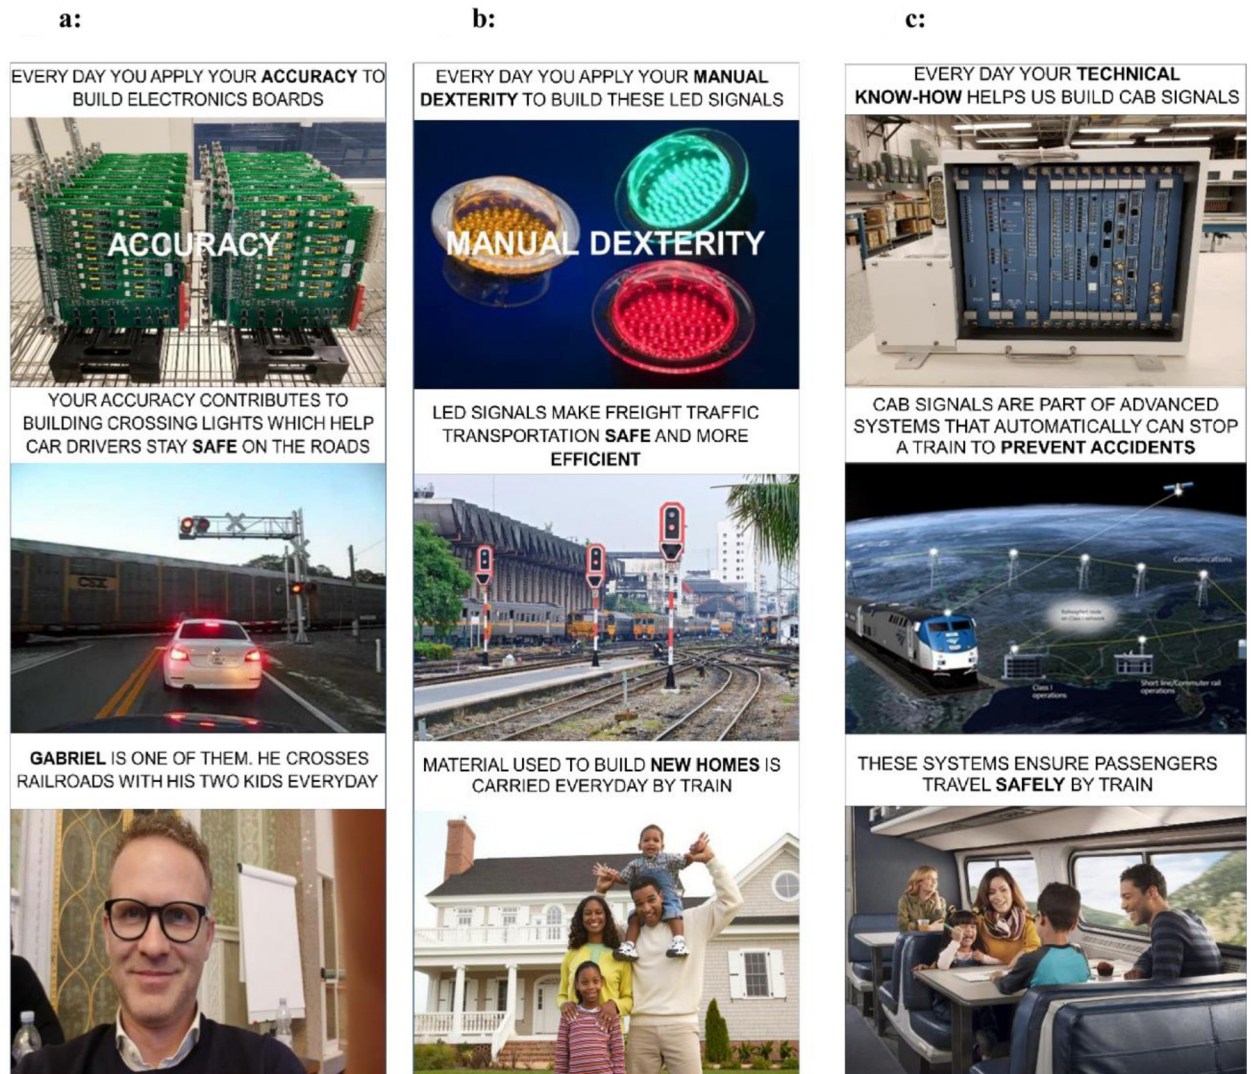 a:
EVERY DAY YOU APPLY YOUR ACCURACY TO
BUILD ELECTRONICS BOARDS
ACCURACY
YOUR ACCURACY CONTRIBUTES TO
BUILDING CROSSING LIGHTS WHICH HELP
CAR DRIVERS STAY SAFE ON THE ROADS
CSX
GABRIEL IS ONE OF THEM. HE CROSSES
RAILROADS WITH HIS TWO KIDS EVERYDAY
b:
EVERY DAY YOU APPLY YOUR MANUAL
DEXTERITY TO BUILD THESE LED SIGNALS
MANUAL DEXTERITY
LED SIGNALS MAKE FREIGHT TRAFFIC
TRANSPORTATION SAFE AND MORE
EFFICIENT
MATERIAL USED TO BUILD NEW HOMES IS
CARRIED EVERYDAY BY TRAIN
c:
EVERY DAY YOUR TECHNICAL
KNOW-HOW HELPS US BUILD CAB SIGNALS
CAB SIGNALS ARE PART OF ADVANCED
SYSTEMS THAT AUTOMATICALLY CAN STOP
A TRAIN TO PREVENT ACCIDENTS
Communications
Class I
operations
Short line/Commuter rail
operations
THESE SYSTEMS ENSURE PASSENGERS
TRAVEL SAFELY BY TRAIN